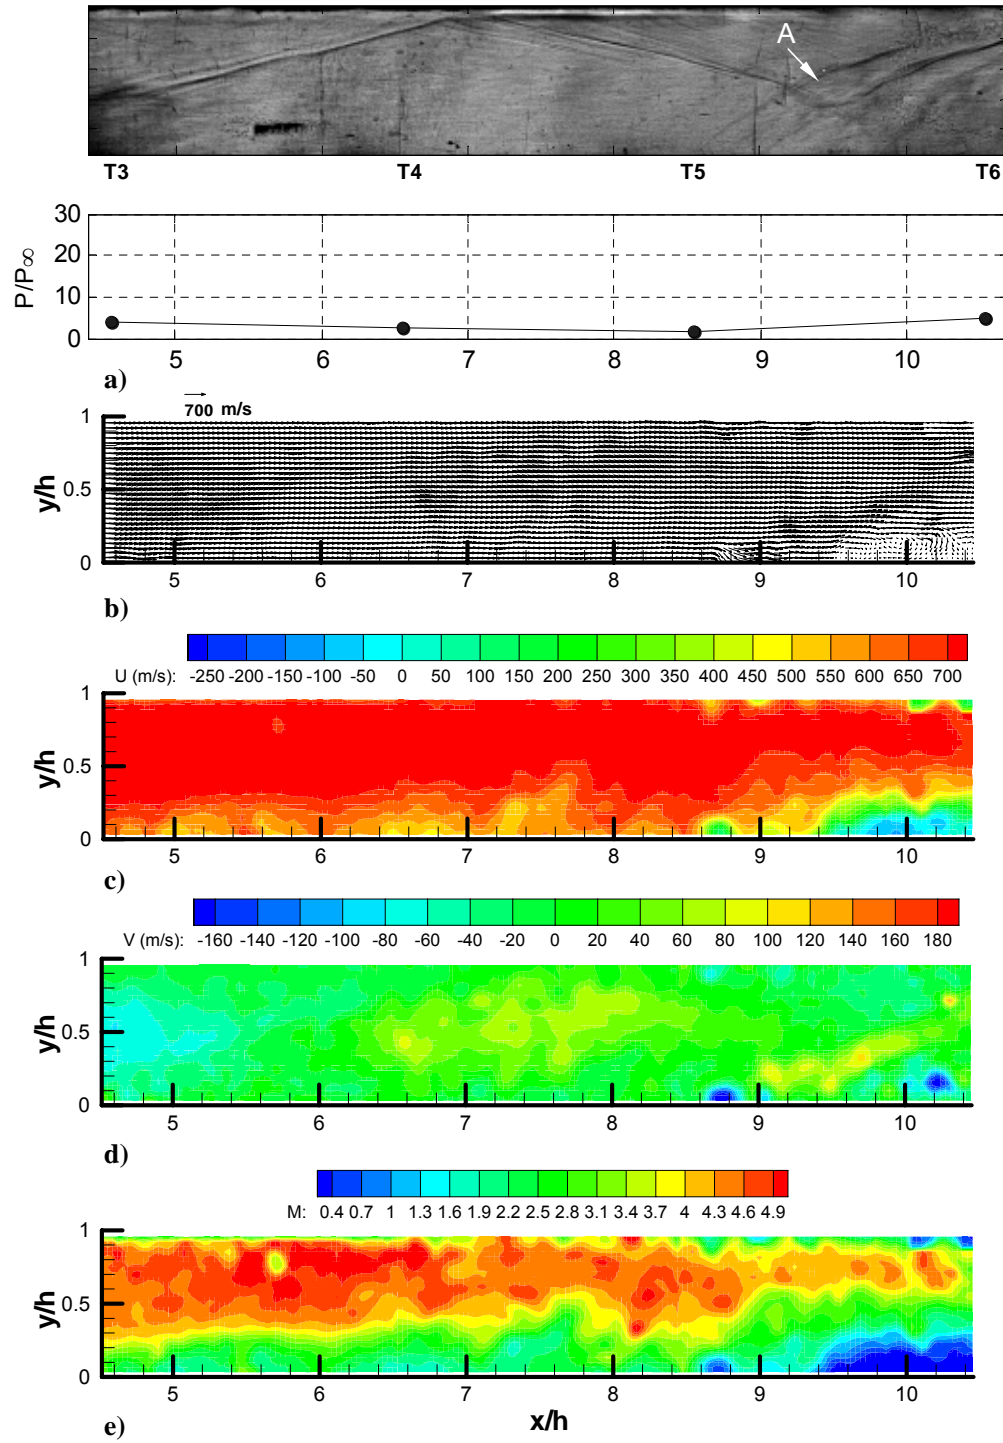 A
T3 T4 T5 T6
30
20
10
0
P/P∞
5 6 7 8 9 10
a)
700 m/s
1
0.5
0
y/h
5 6 7 8 9 10
b)
U (m/s): -250 -200 -150 -100 -50 0 50 100 150 200 250 300 350 400 450 500 550 600 650 700
1
0.5
0
y/h
5 6 7 8 9 10
c)
V (m/s): -160 -140 -120 -100 -80 -60 -40 -20 0 20 40 60 80 100 120 140 160 180
1
0.5
0
y/h
5 6 7 8 9 10
d)
M: 0.4 0.7 1 1.3 1.6 1.9 2.2 2.5 2.8 3.1 3.4 3.7 4 4.3 4.6 4.9
1
0.5
0
y/h
5 6 7 8 9 10
e)
x/h